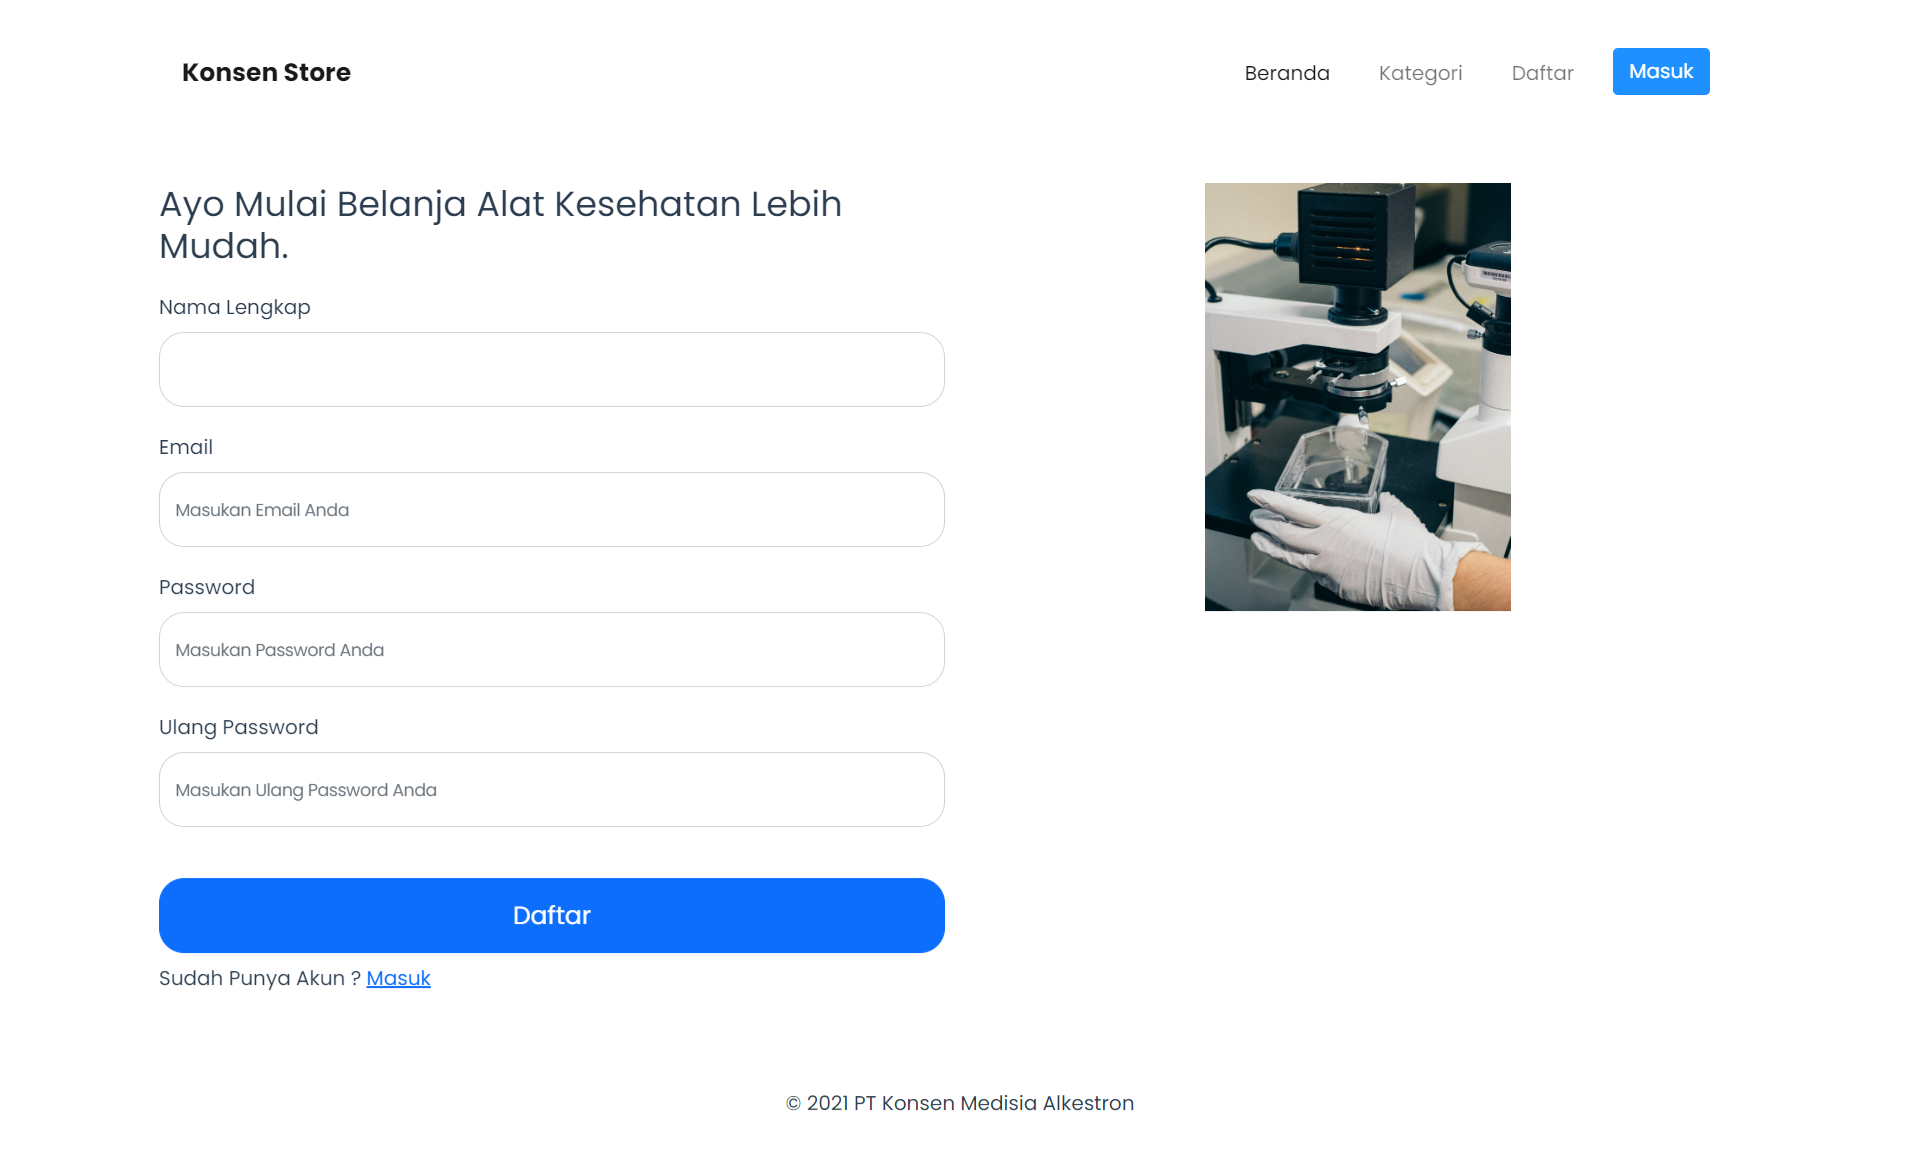 Konsen Store
Beranda
Kategori
Daftar
Masuk
Ayo Mulai Belanja Alat Kesehatan Lebih
Mudah.
Nama Lengkap
Email
Masukan Email Anda
Password
Masukan Password Anda
Ulang Password
Masukan Ulang Password Anda
Daftar
Sudah Punya Akun ? Masuk
© 2021 PT Konsen Medisia Alkestron